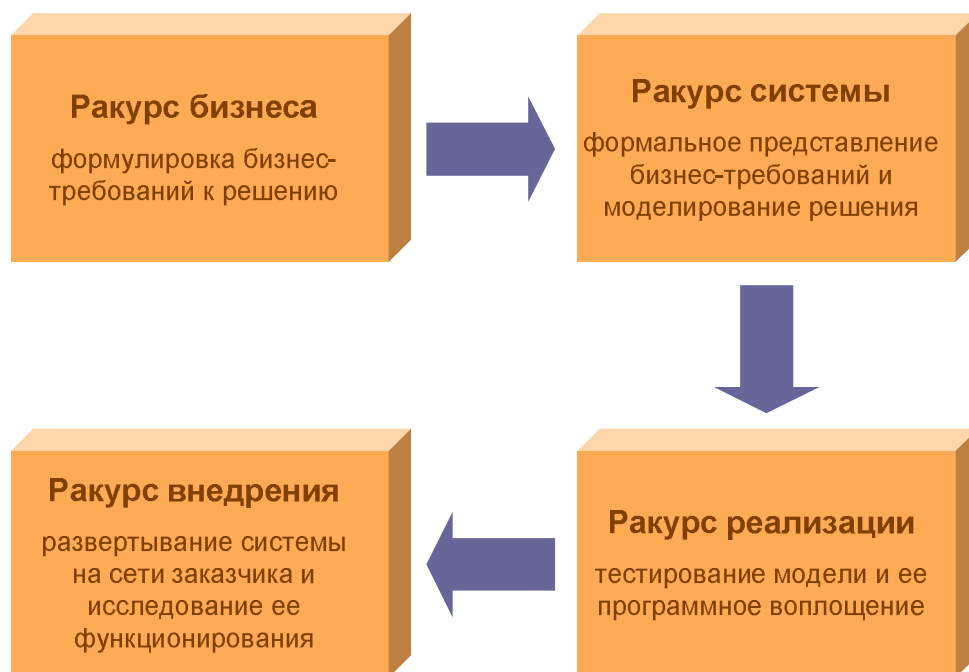 Ракурс бизнеса
формулировка бизнес-
требований к решению
Ракурс системы
формальное представление
бизнес-требований и
моделирование решения
Ракурс реализации
тестирование модели и ее
программное воплощение
Ракурс внедрения
развертывание системы
на сети заказчика и
исследование ее
функционирования